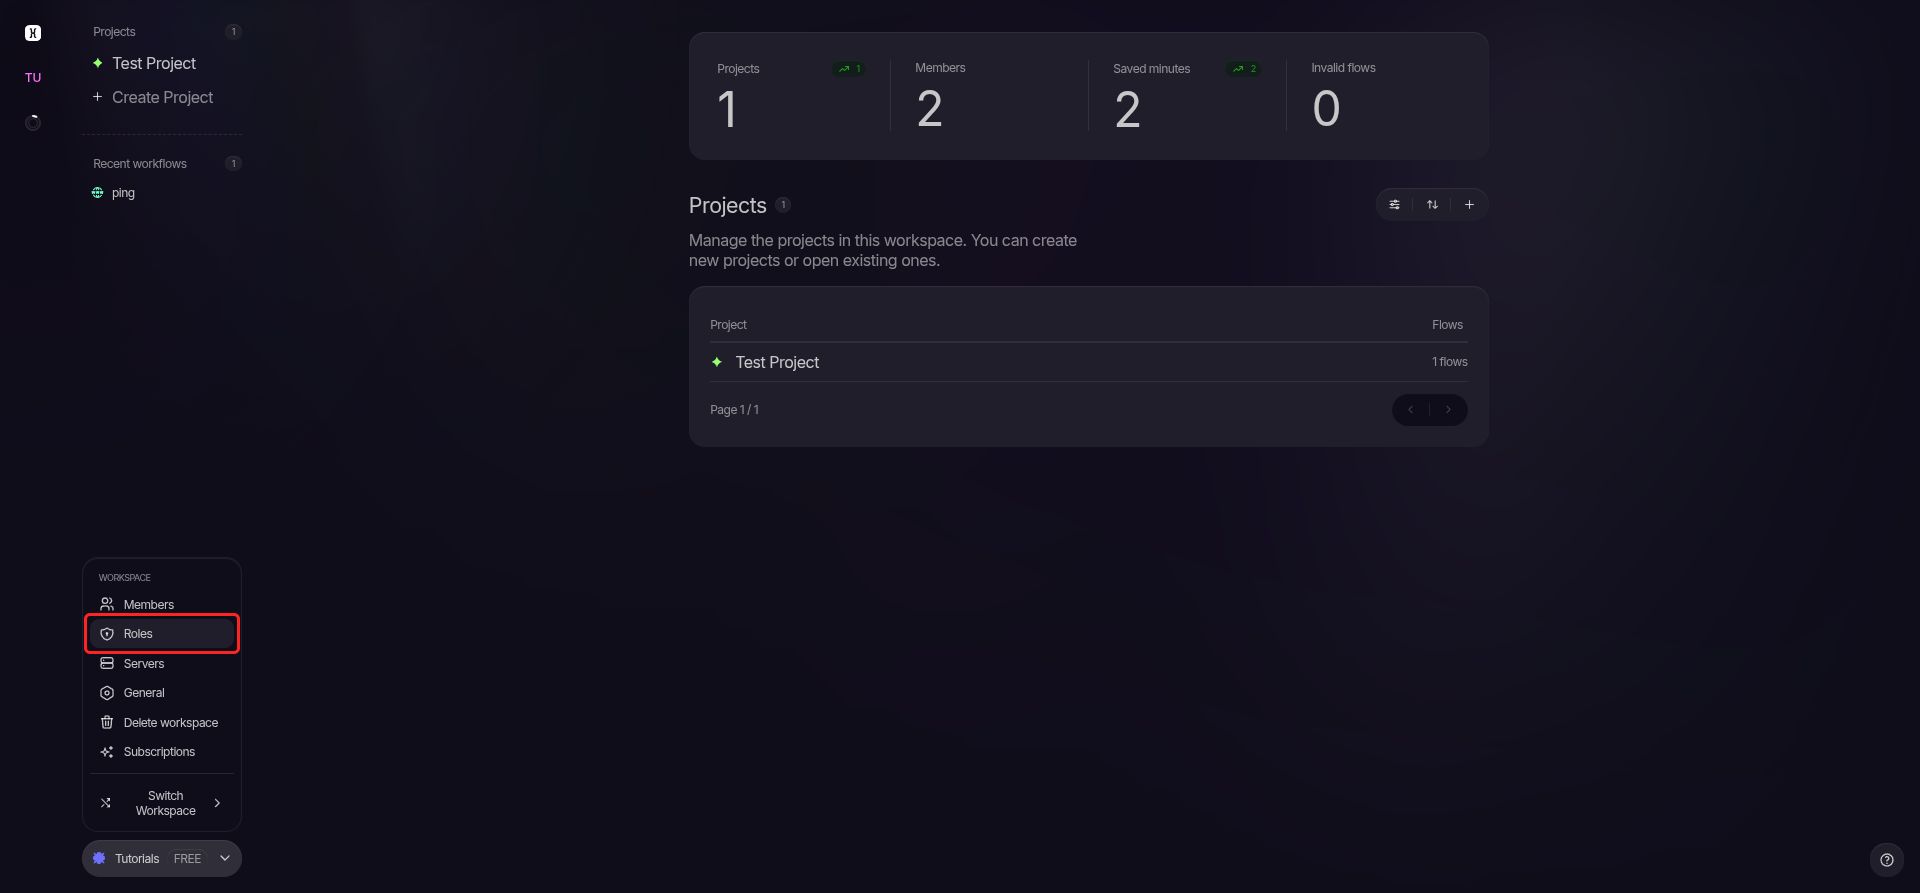 TU
Projects 1
Test Project
Create Project
Recent workflows 1
ping
WORKSPACE
Members
Roles
Servers
General
Delete workspace
Subscriptions
Switch
Workspace
Tutorials FREE
Projects 1
1
Members
2
Saved minutes 2
2
Invalid flows
0
Projects 1
Manage the projects in this workspace. You can create
new projects or open existing ones.
Project Flows
Test Project 1 flows
Page 1 / 1